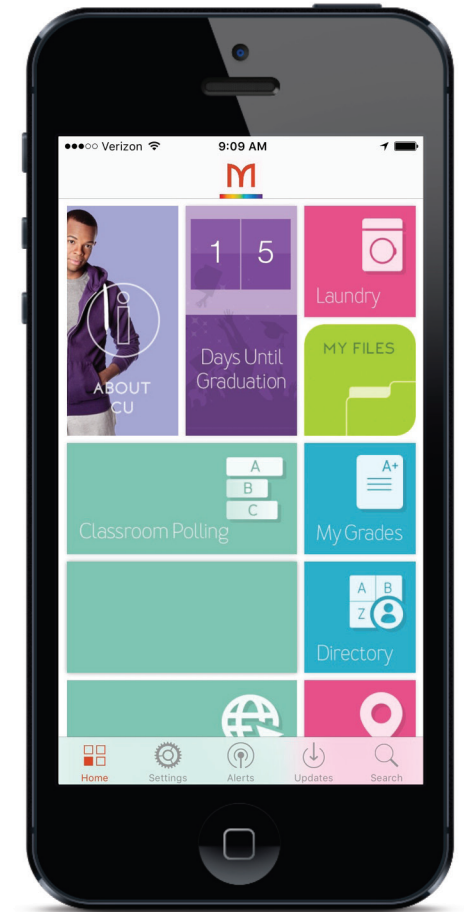 Verizon
9:09 AM
M
1 5
Days Until
Graduation
Laundry
ABOUT
CU
MY FILES
A
B
C
Classroom Polling
A+
My Grades
A B
Z
Directory
Home
Settings
Alerts
Updates
Search